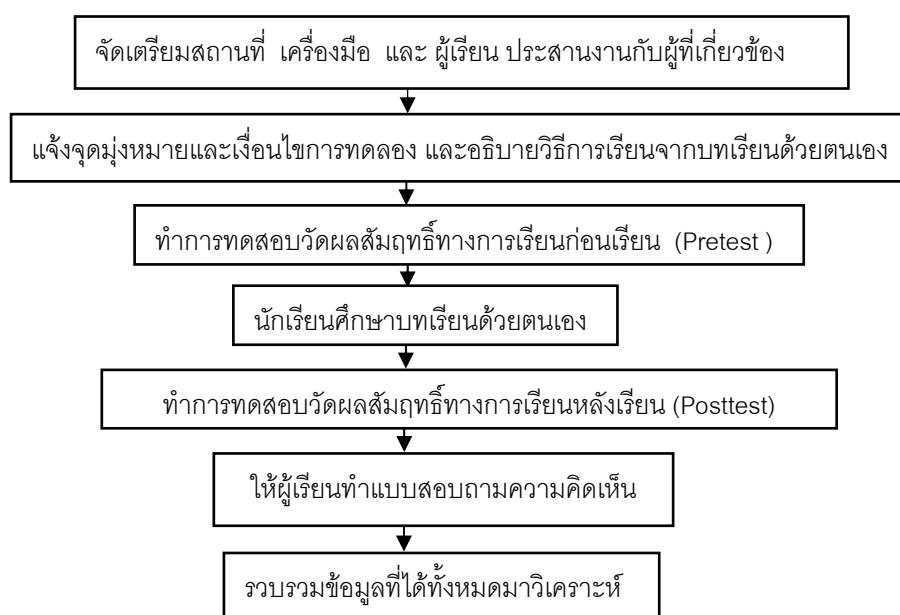 จัดเตรียมสถานที่ เครื่องมือ และ ผู้เรียน ประสานงานกับผู้ที่เกี่ยวข้อง
แจ้งจุดมุ่งหมายและเงื่อนไขการทดลอง และอธิบายวิธีการเรียนจากบทเรียนด้วยตนเอง
ทำการทดสอบวัดผลสัมฤทธิ์ทางการเรียนก่อนเรียน (Pretest )
นักเรียนศึกษาบทเรียนด้วยตนเอง
ทำการทดสอบวัดผลสัมฤทธิ์ทางการเรียนหลังเรียน (Posttest)
ให้ผู้เรียนทำแบบสอบถามความคิดเห็น
รวบรวมข้อมูลที่ได้ทั้งหมดมาวิเคราะห์